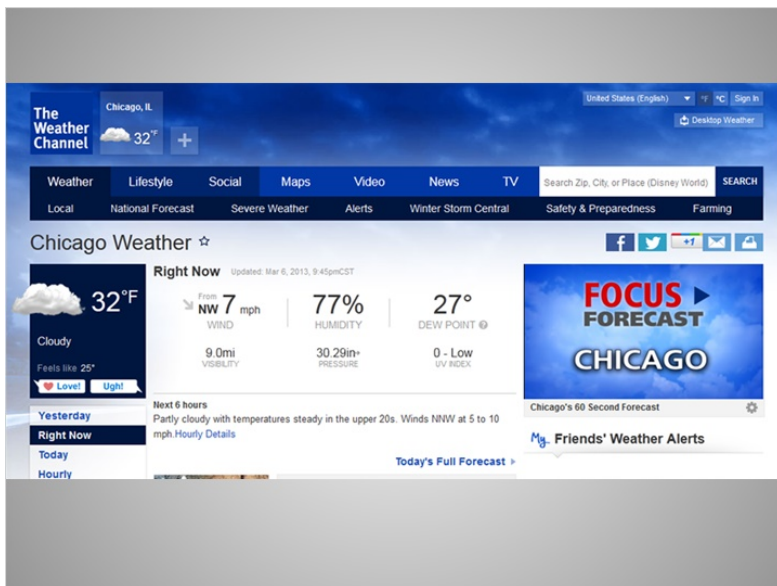 The
Weather
Channel
Chicago, IL
32°F
+
United States (English)
°F °C Sign In
Desktop Weather
Weather Lifestyle Social Maps Video News TV
Search Zip, City, or Place (Disney World) SEARCH
Local National Forecast Severe Weather Alerts Winter Storm Central Safety & Preparedness Farming
Chicago Weather
f +1
32°F
Cloudy
Feels like 25°
Love! Ugh!
Right Now Updated: Mar 6, 2013, 9:45pmCST
From
NW 7 mph 77% 27°
WIND HUMIDITY DEW POINT ?
9.0mi 30.29in 0 - Low
VISIBILITY PRESSURE UV INDEX
Next 6 hours
Partly cloudy with temperatures steady in the upper 20s. Winds NNW at 5 to 10
mph.Hourly Details
Today's Full Forecast
Yesterday
Right Now
Today
Hourly
FOCUS
FORECAST
CHICAGO
Chicago's 60 Second Forecast
My Friends' Weather Alerts